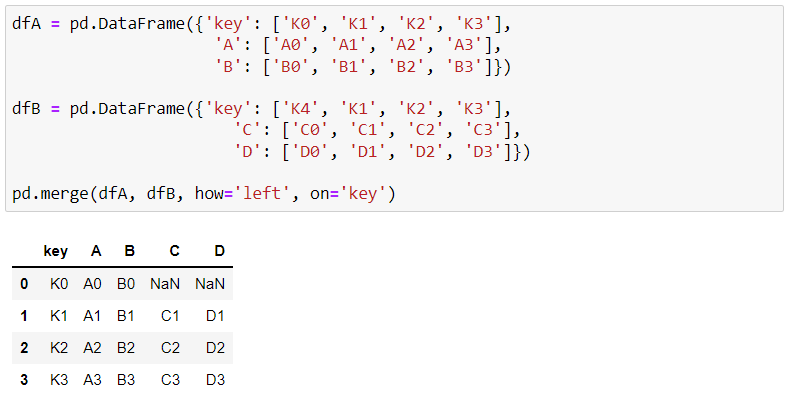 dfA = pd.DataFrame({'key': ['K0', 'K1', 'K2', 'K3'],
'A': ['A0', 'A1', 'A2', 'A3'],
'B': ['B0', 'B1', 'B2', 'B3']})
dfB = pd.DataFrame({'key': ['K4', 'K1', 'K2', 'K3'],
'C': ['C0', 'C1', 'C2', 'C3'],
'D': ['D0', 'D1', 'D2', 'D3']})
pd.merge(dfA, dfB, how='left', on='key')
key A B C D
0 K0 A0 B0 NaN NaN
1 K1 A1 B1 C1 D1
2 K2 A2 B2 C2 D2
3 K3 A3 B3 C3 D3